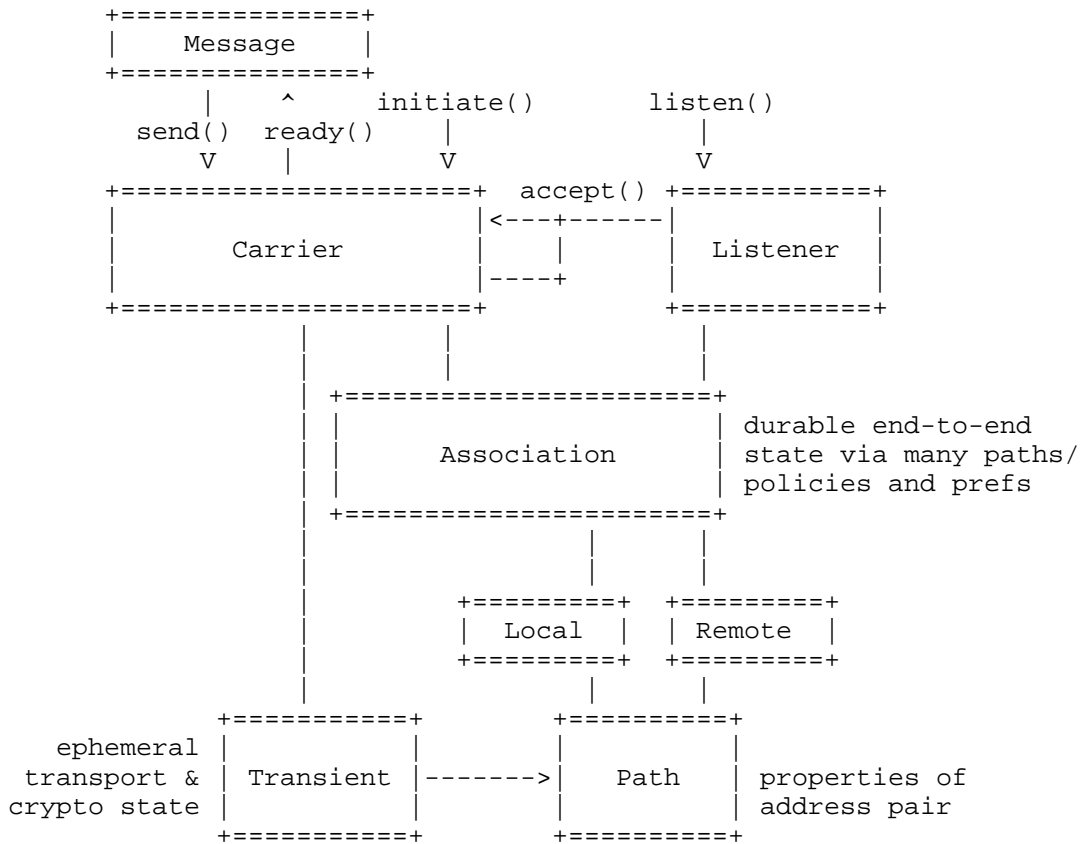 Message
initiate() listen()
send() ready()
accept()
Carrier Listener
durable end-to-end
Association state via many paths/
policies and prefs
Local Remote
ephemeral
transport & Transient Path properties of
crypto state address pair